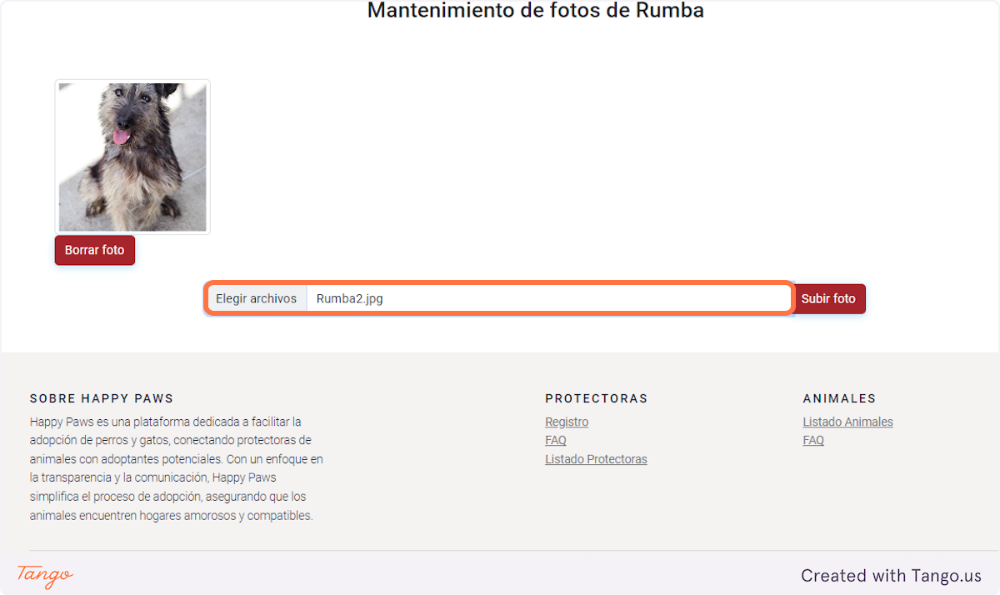 Mantenimiento de fotos de Rumba
Borrar foto
Elegir archivos Rumba2.jpg Subir foto
SOBRE HAPPY PAWS
Happy Paws es una plataforma dedicada a facilitar la
adopción de perros y gatos, conectando protectoras de
animales con adoptantes potenciales. Con un enfoque en
la transparencia y la comunicación, Happy Paws
simplifica el proceso de adopción, asegurando que los
animales encuentren hogares amorosos y compatibles.
PROTECTORAS
Registro
FAQ
Listado Protectoras
ANIMALES
Listado Animales
FAQ
Tango
Created with Tango.us